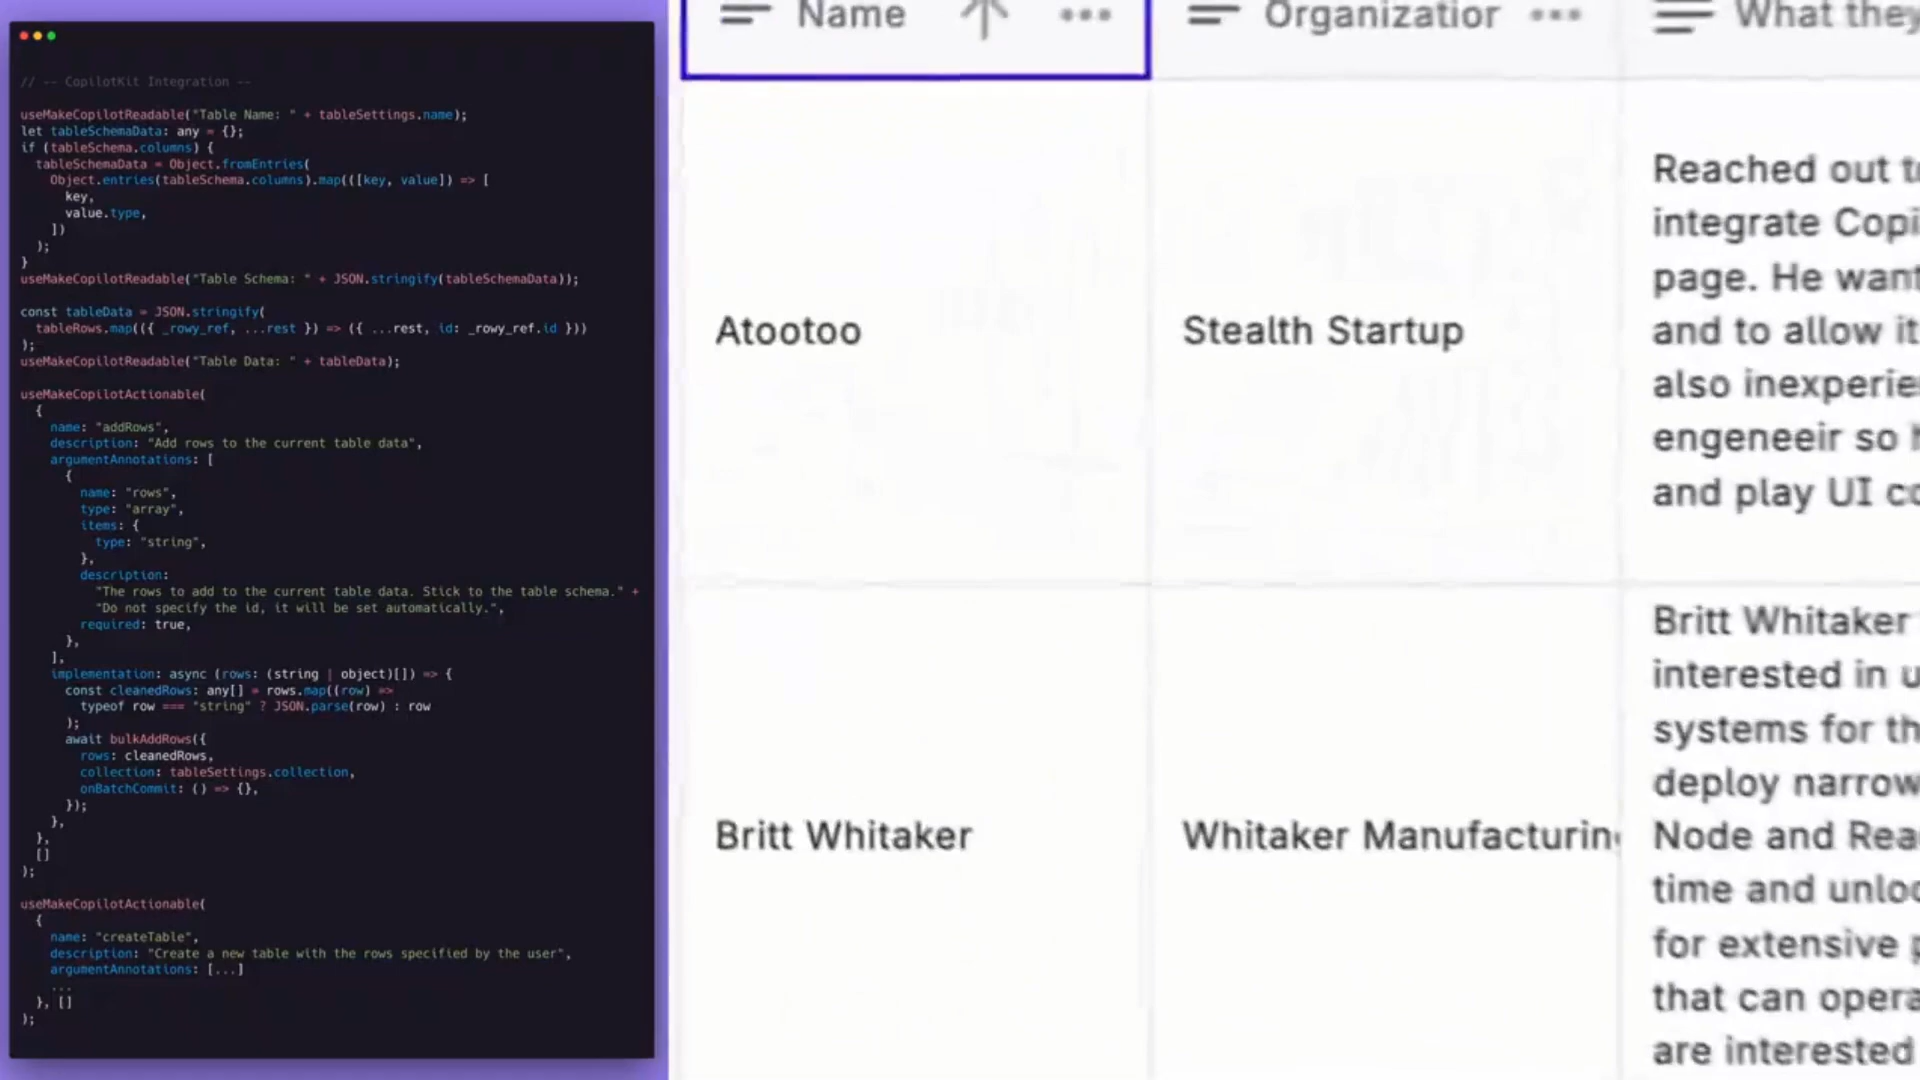 // -- CopilotKit Integration --
useMakeCopilotReadable("Table Name: " + tableSettings.name);
let tableSchemaData: any = {};
if (tableSchema.columns) {
tableSchemaData = Object.fromEntries(
Object.entries(tableSchema.columns).map(([key, value]) => [
key,
value.type,
])
);
}
useMakeCopilotReadable("Table Schema: " + JSON.stringify(tableSchemaData));
const tableData = JSON.stringify(
tableRows.map(({ _rowy_ref, ...rest }) => ({ ...rest, id: _rowy_ref.id }))
);
useMakeCopilotReadable("Table Data: " + tableData);
useMakeCopilotActionable(
{
name: "addRows",
description: "Add rows to the current table data",
argumentAnnotations: [
{
name: "rows",
type: "array",
items: {
type: "string",
},
description:
"The rows to add to the current table data. Stick to the table schema." +
"Do not specify the id, it will be set automatically.",
required: true,
},
],
implementation: async (rows: (string | object)[]) => {
const cleanedRows: any[] = rows.map((row) =>
typeof row === "string" ? JSON.parse(row) : row
);
await bulkAddRows({
rows: cleanedRows,
collection: tableSettings.collection,
onBatchCommit: () => {},
});
},
},
[]
);
useMakeCopilotActionable(
{
name: "createTable",
description: "Create a new table with the rows specified by the user",
argumentAnnotations: [...]
...
}, []
);
Name ••• Organization ••• What they
Atootoo
Stealth Startup
Reached out
integrate Copi
page. He want
and to allow it
also inexperie
engeneeir so
and play UI co
Britt Whitaker
Whitaker Manufacturing
Britt Whitaker
interested in u
systems for th
deploy narrow
Node and Rea
time and unloc
for extensive
that can opera
are interested